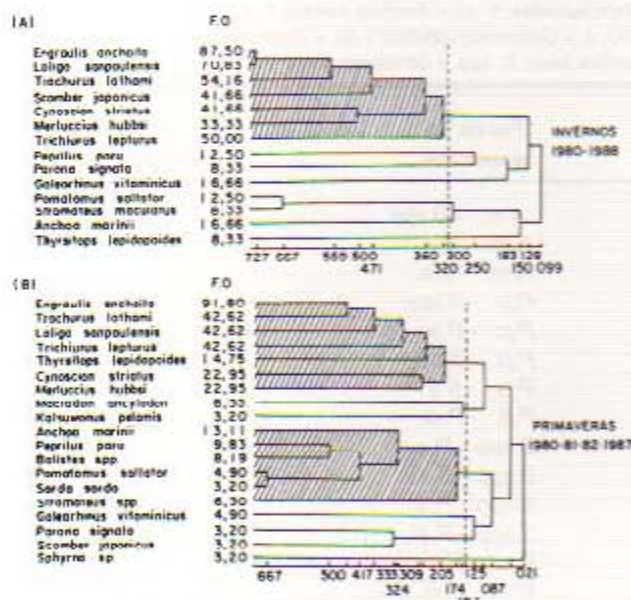 (A) F.O
Engraulis anchoita 87,50
Loligo sanpaulensis 70,83
Trachurus lathami 54,16
Scomber japonicus 41,66
Cynoscion striatus 41,66
Merluccius hubbsi 33,33
Trichiurus lepturus 50,00
Peprilus paru 12,50
Parona signata 8,33
Galeorhinus vitaminicus 16,66
Pomatomus saltator 12,50
Stromateus maculatus 8,33
Anchoa marinii 16,66
Thyrsitops lepidopoides 8,33
INVERNOS
1980-1988
727 667 500 340 300 183 128
471 320 250 150 099
(B) F.O
Engraulis anchoita 91,80
Trachurus lathami 42,62
Loligo sanpaulensis 42,62
Trichiurus lepturus 42,62
Thyrsitops lepidopoides 14,75
Cynoscion striatus 22,95
Merluccius hubbsi 22,95
Macrodon ancylodon
Katsuwonus pelamis 3,20
Anchoa marinii 13,11
Peprilus paru 9,83
Balistes spp 8,19
Pomatomus saltator 4,90
Sarda sarda 3,20
Stromateus spp
Galeorhinus vitaminicus 4,90
Parona signata 3,20
Scomber japonicus 3,20
Sphyrna sp 3,20
PRIMAVERAS
1980-81-82-1987
667 500 417 333 309 205 125 021
324 174 087